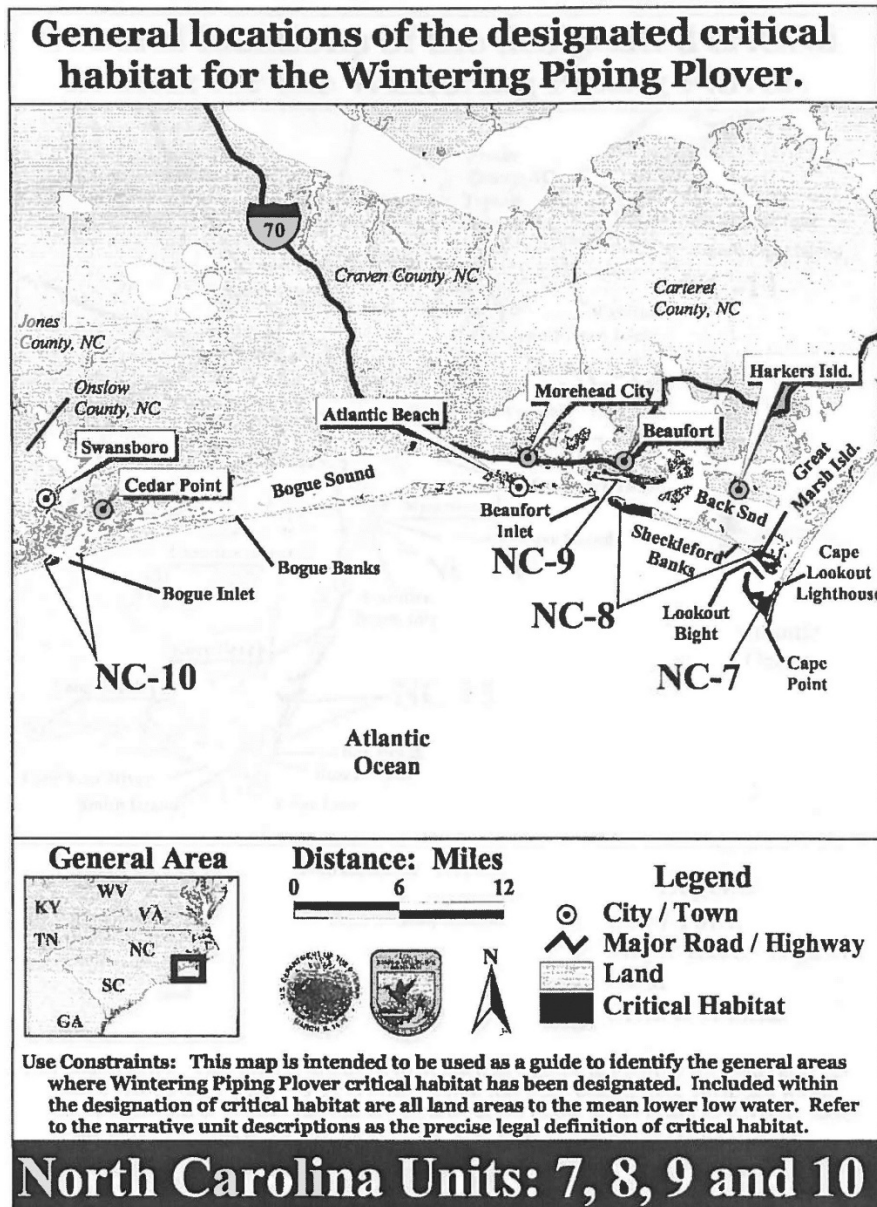 General locations of the designated critical
habitat for the Wintering Piping Plover.
70
Craven County, NC
Carteret
County, NC
Jones
County, NC
Onslow
County, NC
Harkers Isld.
Morehead City
Atlantic Beach
Beaufort
Swansboro
Cedar Point
Bogue Sound
Great
Marsh Isld.
Back Snd
Beaufort
Inlet
Sheckleford
Banks
NC-9
Bogue Banks
Bogue Inlet
Cape
Lookout
Lighthouse
NC-8
Lookout
Bight
NC-10
NC-7
Cape
Point
Atlantic
Ocean
General Area
WV
KY
VA
TN
NC
SC
GA
Distance: Miles
0 6 12
N
Legend
City / Town
Major Road / Highway
Land
Critical Habitat
Use Constraints: This map is intended to be used as a guide to identify the general areas
where Wintering Piping Plover critical habitat has been designated. Included within
the designation of critical habitat are all land areas to the mean lower low water. Refer
to the narrative unit descriptions as the precise legal definition of critical habitat.
North Carolina Units: 7, 8, 9 and 10